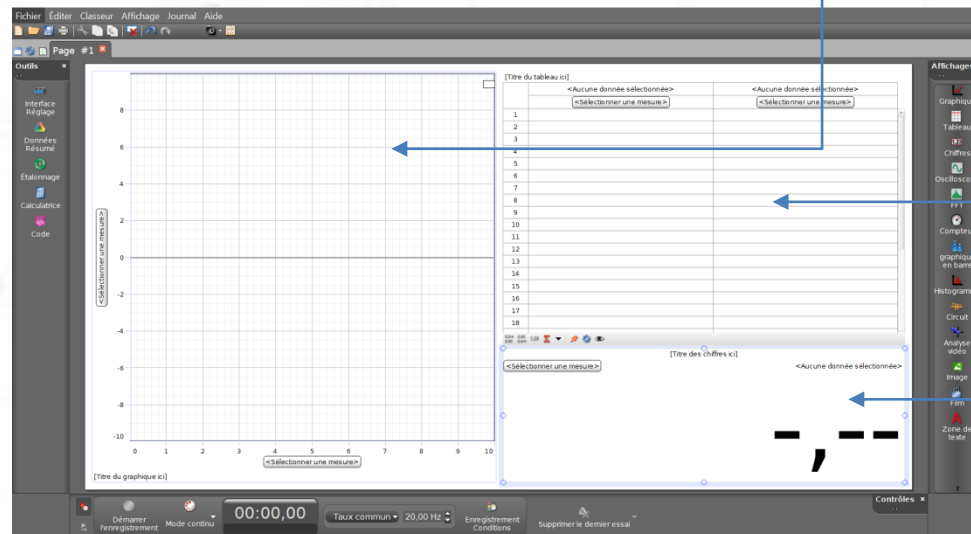 Fichier Éditer Classeur Affichage Journal Aide
Page #1
Outils
Interface
Réglage
Données
Résumé
Étalonnage
Calculatrice
Code
8
6
4
2
0
-2
-4
-6
-8
-10
<Sélectionner une mesure>
0 1 2 3 4 5 6 7 8 9 10
<Sélectionner une mesure>
[Titre du graphique ici]
[Titre du tableau ici]
<Aucune donnée sélectionnée> <Aucune donnée sélectionnée>
<Sélectionner une mesure> <Sélectionner une mesure>
1
2
3
4
5
6
7
8
9
10
11
12
13
14
15
16
17
18
[Titre des chiffres ici]
<Sélectionner une mesure> <Aucune donnée sélectionnée>
-,--
Affichages
Graphiqu
Tableau
Chiffres
Oscillosco
FFT
Compteu
graphiqu
en barre
Histogram
Circuit
Analyse
vidéo
Image
Film
Zone de
texte
Contrôles
Démarrer
l'enregistrement
Mode continu
00:00,00
Taux commun 20,00 Hz
Enregistrement
Conditions
Supprimer le dernier essai